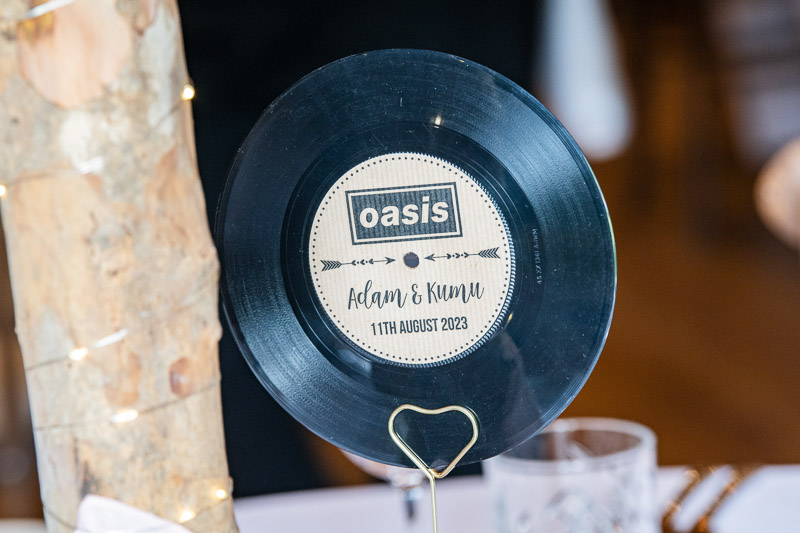 oasis
Adam & Kumu
11TH AUGUST 2023